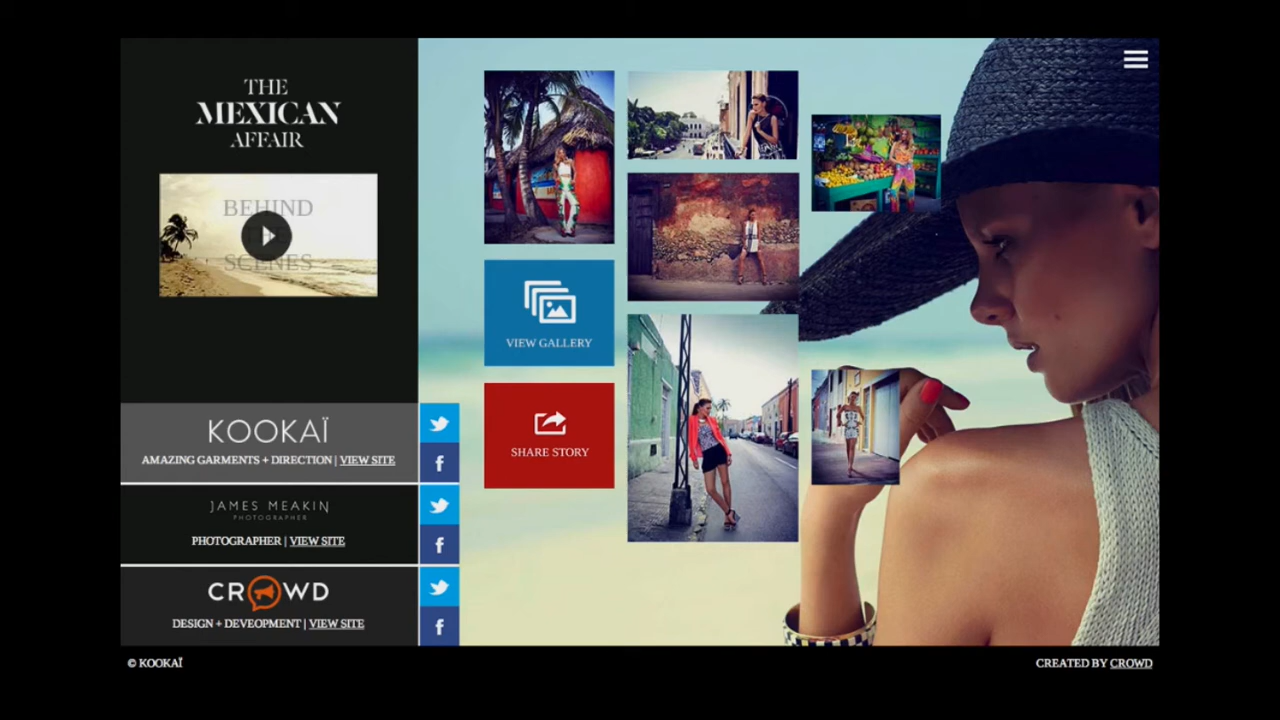 THE
MEXICAN
AFFAIR
BEHIND
SCENES
VIEW GALLERY
SHARE STORY
KOOKAÏ
AMAZING GARMENTS + DIRECTION | VIEW SITE
JAMES MEAKIN
PHOTOGRAPHER
PHOTOGRAPHER | VIEW SITE
CROWD
DESIGN + DEVEOPMENT | VIEW SITE
© KOOKAÏ
CREATED BY CROWD